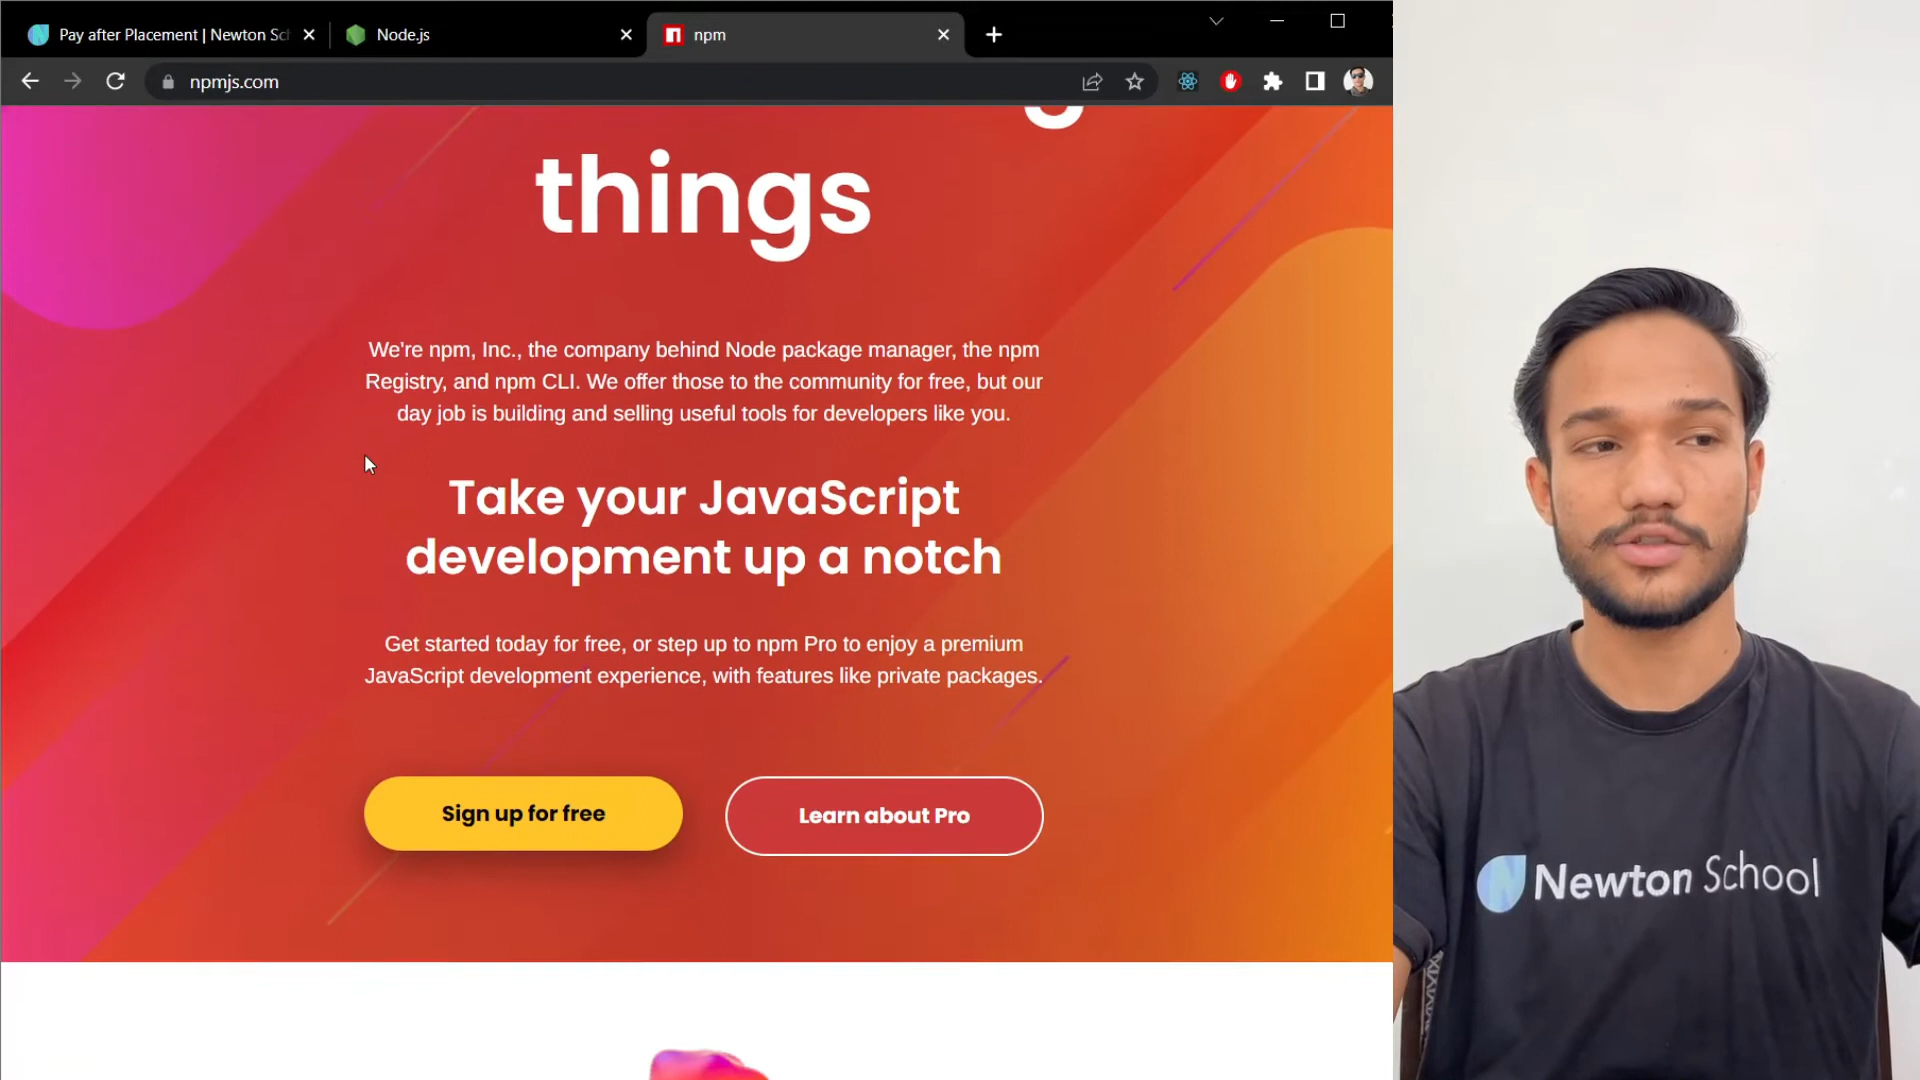 Pay after Placement | Newton Sc
Node.js
npm
npmjs.com
things
We're npm, Inc., the company behind Node package manager, the npm
Registry, and npm CLI. We offer those to the community for free, but our
day job is building and selling useful tools for developers like you.
Take your JavaScript
development up a notch
Get started today for free, or step up to npm Pro to enjoy a premium
JavaScript development experience, with features like private packages.
Sign up for free
Learn about Pro
Newton School